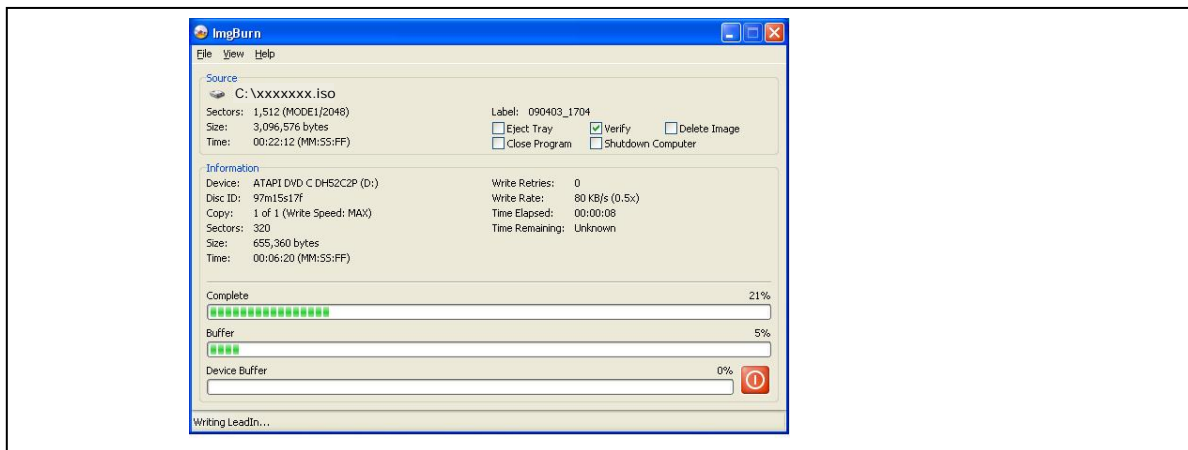 ImgBurn
File View Help
Source
C:\xxxxxxx.iso
Sectors: 1,512 (MODE1/2048)
Size: 3,096,576 bytes
Time: 00:22:12 (MM:SS:FF)
Label: 090403_1704
Eject Tray Verify Delete Image
Close Program Shutdown Computer
Information
Device: ATAPI DVD C DH52C2P (D:)
Disc ID: 97m15s17f
Copy: 1 of 1 (Write Speed: MAX)
Sectors: 320
Size: 655,360 bytes
Time: 00:06:20 (MM:SS:FF)
Write Retries: 0
Write Rate: 80 KB/s (0.5x)
Time Elapsed: 00:00:08
Time Remaining: Unknown
Complete 21%
Buffer 5%
Device Buffer 0%
Writing LeadIn...